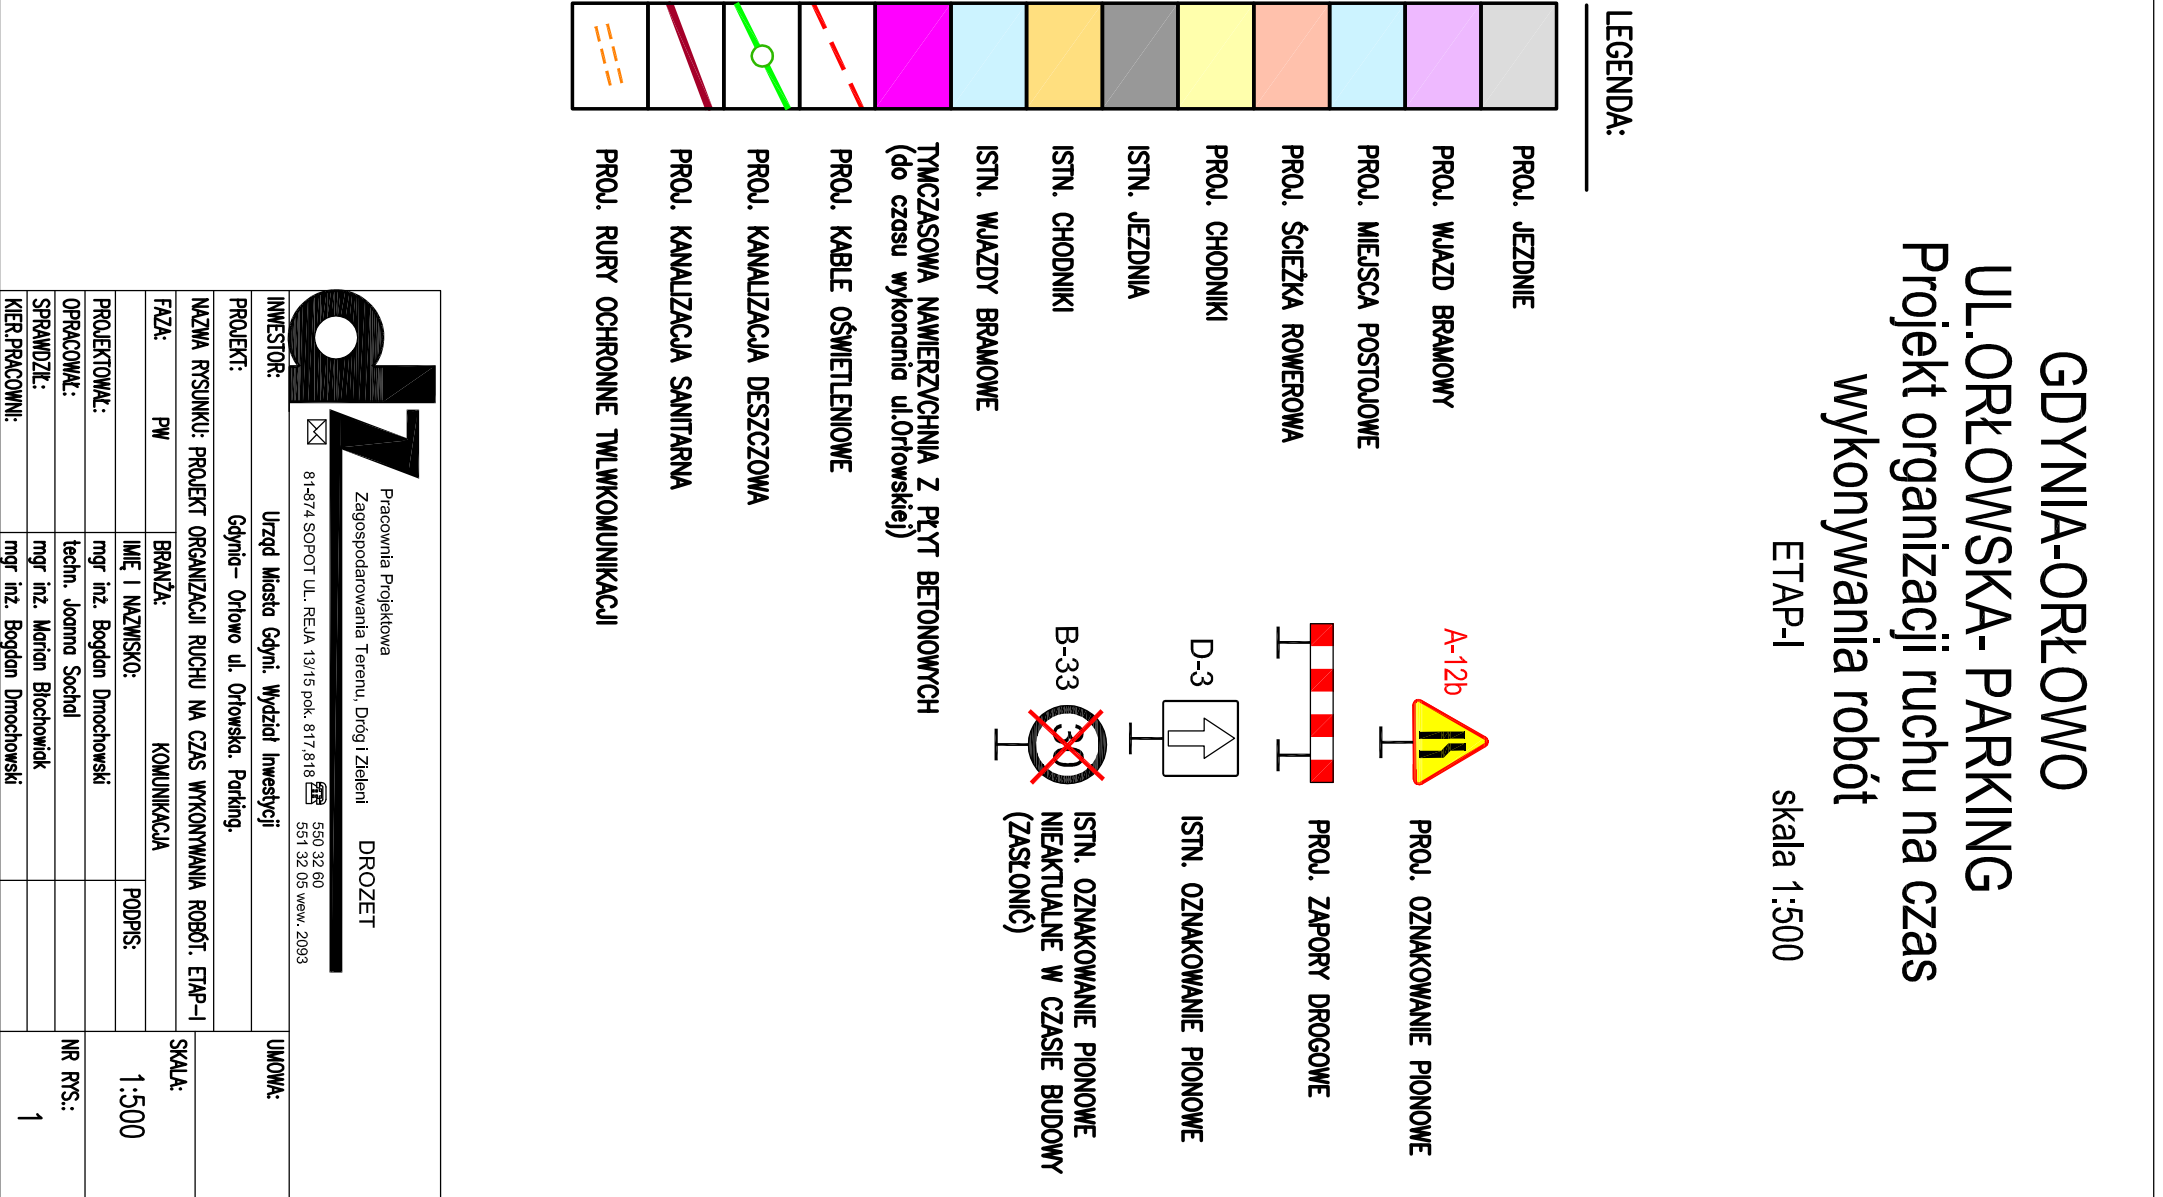 GDYNIA-ORŁOWO
UL.ORŁOWSKA- PARKING
Projekt organizacji ruchu na czas
wykonywania robót
ETAP-I skala 1:500
LEGENDA:
PROJ. JEZDNIE
PROJ. WJAZD BRAMOWY
PROJ. MIEJSCA POSTOJOWE
PROJ. ŚCIEŻKA ROWEROWA
PROJ. CHODNIKI
ISTN. JEZDNIA
ISTN. CHODNIKI
ISTN. WJAZDY BRAMOWE
TYMCZASOWA NAWIERZVCHNIA Z PŁYT BETONOWYCH
(do czasu wykonania ul.Orłowskiej)
PROJ. KABLE OŚWIETLENIOWE
PROJ. KANALIZACJA DESZCZOWA
PROJ. KANALIZACJA SANITARNA
PROJ. RURY OCHRONNE TWLWKOMUNIKACJI
A-12b PROJ. OZNAKOWANIE PIONOWE
PROJ. ZAPORY DROGOWE
D-3 ISTN. OZNAKOWANIE PIONOWE
B-33 30 ISTN. OZNAKOWANIE PIONOWE
NIEAKTUALNE W CZASIE BUDOWY
(ZASŁONIĆ)
Pracownia Projektowa
Zagospodarowania Terenu, Dróg i Zieleni DROZET
81-874 SOPOT UL. REJA 13/15 pok. 817,818 550 32 60
551 32 05 wew. 2093
INWESTOR: Urząd Miasta Gdyni. Wydział Inwestycji UMOWA:
PROJEKT: Gdynia- Orłowo ul. Orłowska. Parking.
NAZWA RYSUNKU: PROJEKT ORGANIZACJI RUCHU NA CZAS WYKONYWANIA ROBÓT. ETAP-I
FAZA: PW BRANŻA: KOMUNIKACJA SKALA:
IMIĘ I NAZWISKO: PODPIS: 1:500
PROJEKTOWAŁ: mgr inż. Bogdan Dmochowski
OPRACOWAŁ: techn. Joanna Sochal NR RYS.:
SPRAWDZIŁ: mgr inż. Marian Błochowiak 1
KIER.PRACOWNI: mgr inż. Bogdan Dmochowski